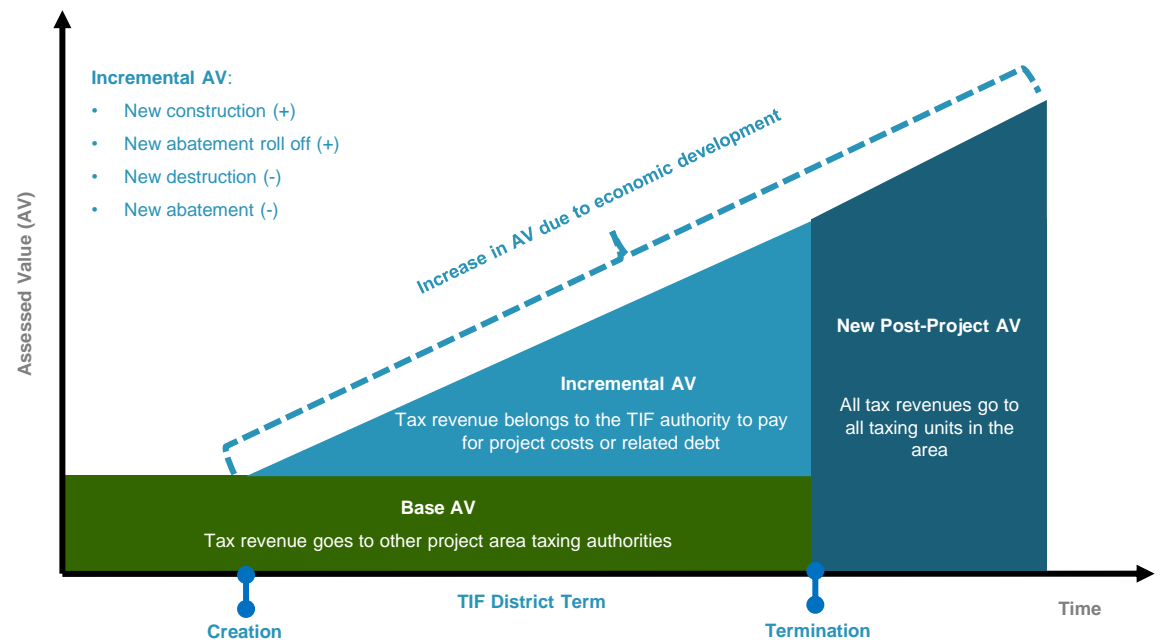 Incremental AV:
• New construction (+)
• New abatement roll off (+)
• New destruction (-)
• New abatement (-)
Increase in AV due to economic development
Assessed Value (AV)
New Post-Project AV
All tax revenues go to
all taxing units in the
area
Incremental AV
Tax revenue belongs to the TIF authority to pay
for project costs or related debt
Base AV
Tax revenue goes to other project area taxing authorities
TIF District Term
Time
Creation
Termination